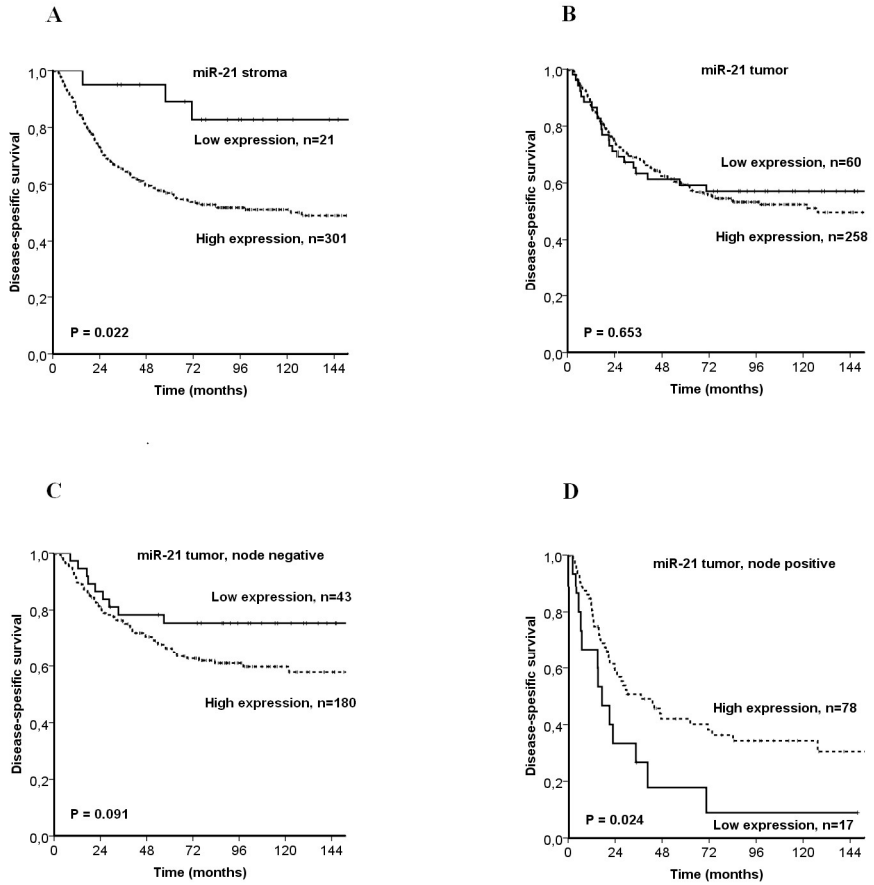 A
miR-21 stroma
Low expression, n=21
High expression, n=301
P = 0.022
Disease-spesific survival
1,0
0,8
0,6
0,4
0,2
0,0
0 24 48 72 96 120 144
Time (months)
B
miR-21 tumor
Low expression, n=60
High expression, n=258
P = 0.653
Disease-spesific survival
1,0
0,8
0,6
0,4
0,2
0,0
0 24 48 72 96 120 144
Time (months)
C
miR-21 tumor, node negative
Low expression, n=43
High expression, n=180
P = 0.091
Disease-spesific survival
1,0
0,8
0,6
0,4
0,2
0,0
0 24 48 72 96 120 144
Time (months)
D
miR-21 tumor, node positive
High expression, n=78
P = 0.024
Low expression, n=17
Disease-spesific survival
1,0
0,8
0,6
0,4
0,2
0,0
0 24 48 72 96 120 144
Time (months)